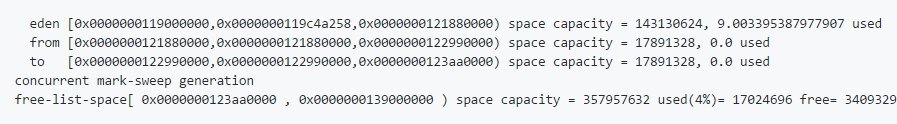 eden [0x0000000119000000,0x0000000119c4a258,0x0000000121880000) space capacity = 143130624, 9.003395387977907 used
from [0x0000000121880000,0x0000000121880000,0x0000000122990000) space capacity = 17891328, 0.0 used
to   [0x0000000122990000,0x0000000122990000,0x0000000123aa0000) space capacity = 17891328, 0.0 used
concurrent mark-sweep generation
free-list-space[ 0x0000000123aa0000 , 0x0000000139000000 ) space capacity = 357957632 used(4%)= 17024696 free= 3409329